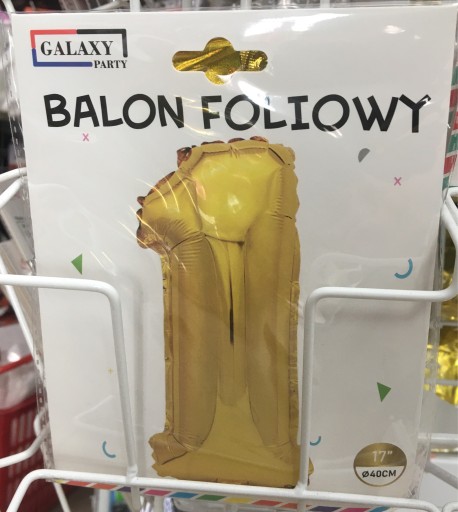 GALAXY
PARTY
BALON FOLIOWY
17"
Ø40CM